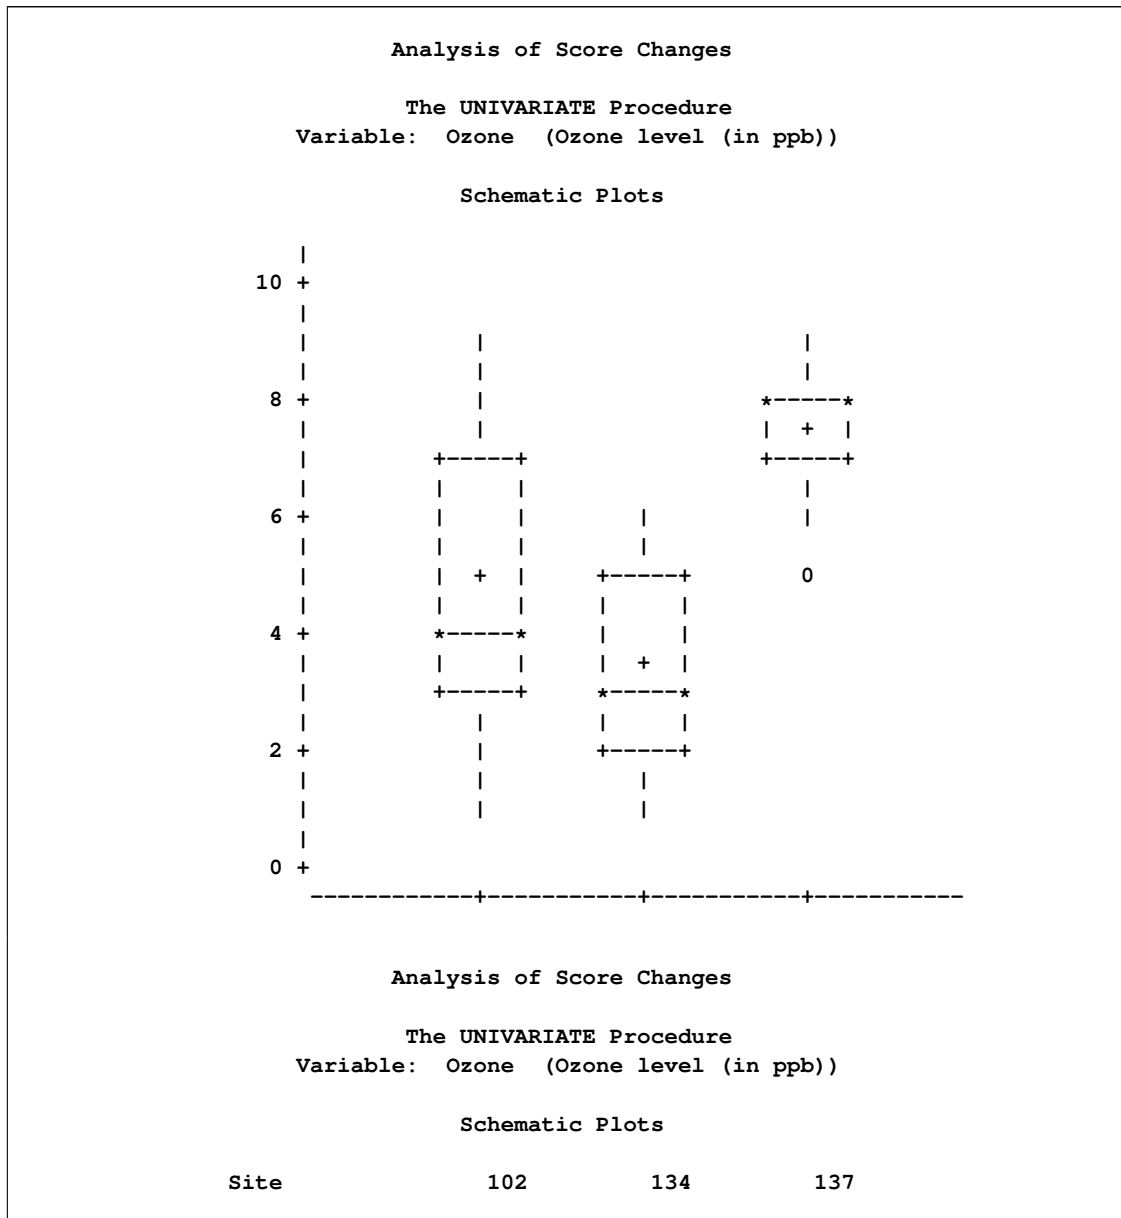 Analysis of Score Changes
The UNIVARIATE Procedure
Variable:  Ozone  (Ozone level (in ppb))
Schematic Plots
                   |
                10 +
                   |
                   |            |                       |
                   |            |                       |
                 8 +            |                    *-----*
                   |            |                    |  +  |
                   |         +-----+                 +-----+
                   |         |     |                    |
                 6 +         |     |        |           |
                   |         |     |        |
                   |         |  +  |     +-----+        0
                   |         |     |     |     |
                 4 +         *-----*     |     |
                   |         |     |     |  +  |
                   |         +-----+     *-----*
                   |            |        |     |
                 2 +            |        +-----+
                   |            |           |
                   |            |           |
                   |
                 0 +
                    ------------+-----------+-----------+-----------
Analysis of Score Changes
The UNIVARIATE Procedure
Variable:  Ozone  (Ozone level (in ppb))
Schematic Plots
Site               102         134         137